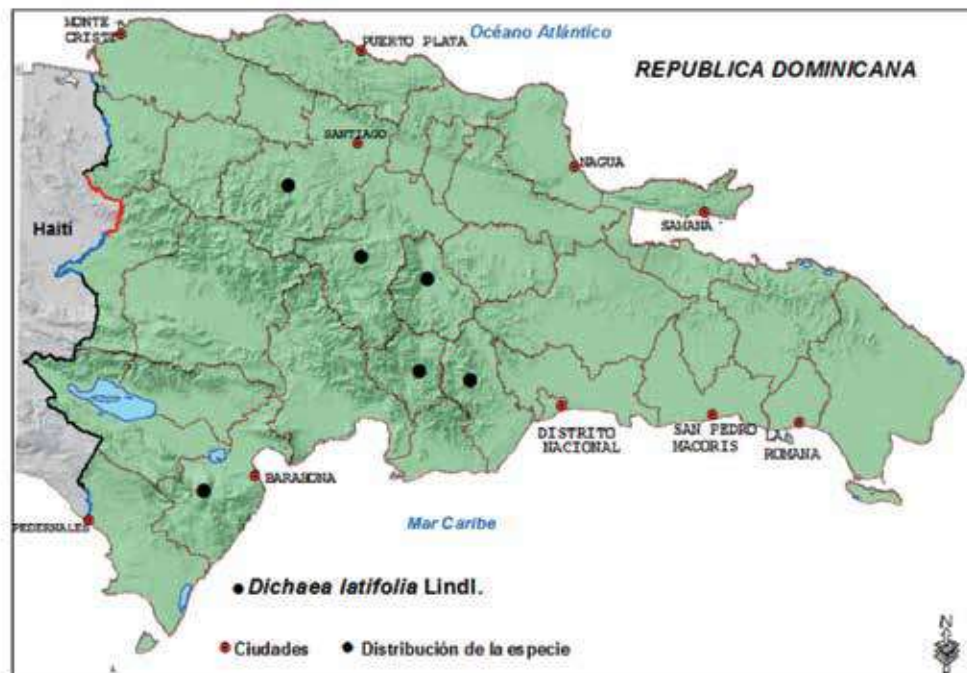 MONTE
CRISTI
PUERTO PLATA
Océano Atlántico
REPUBLICA DOMINICANA
SANTIAGO
NAGUA
SAMANA
Haití
DISTRITO
NACIONAL
SAN PEDRO
MACORIS
LA
ROMANA
BARAHONA
PEDERNALES
Mar Caribe
Dichaea latifolia Lindl.
Ciudades
Distribución de la especie
N